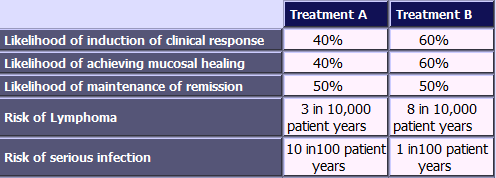 Treatment A Treatment B
Likelihood of induction of clinical response 40% 60%
Likelihood of achieving mucosal healing 40% 60%
Likelihood of maintenance of remission 50% 50%
Risk of Lymphoma 3 in 10,000 patient years 8 in 10,000 patient years
Risk of serious infection 10 in100 patient years 1 in100 patient years